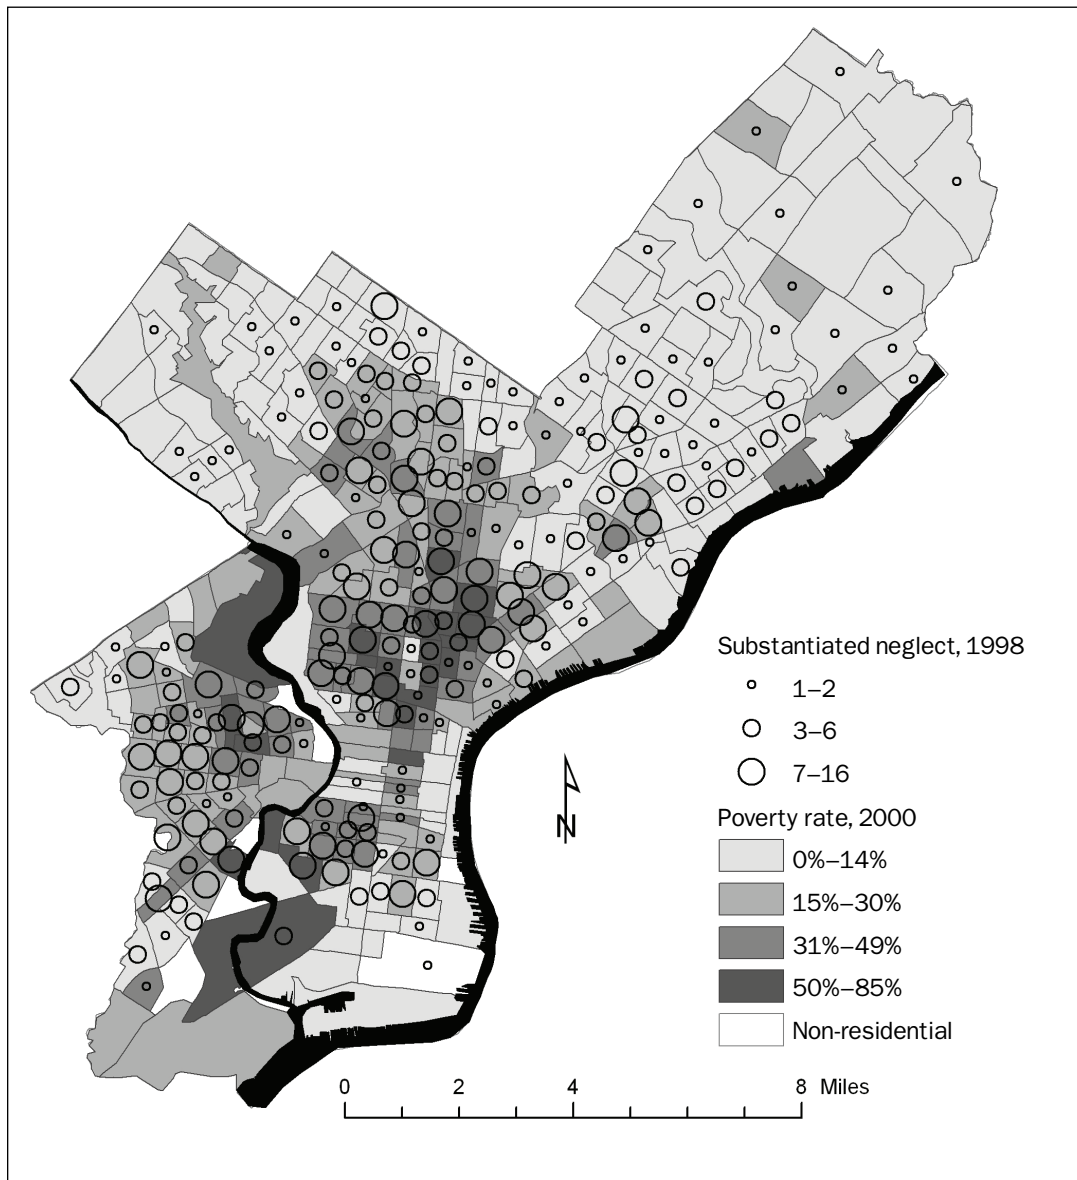 Substantiated neglect, 1998
1–2
3–6
7–16
Poverty rate, 2000
0%–14%
15%–30%
31%–49%
50%–85%
Non-residential
N
0 2 4 8 Miles